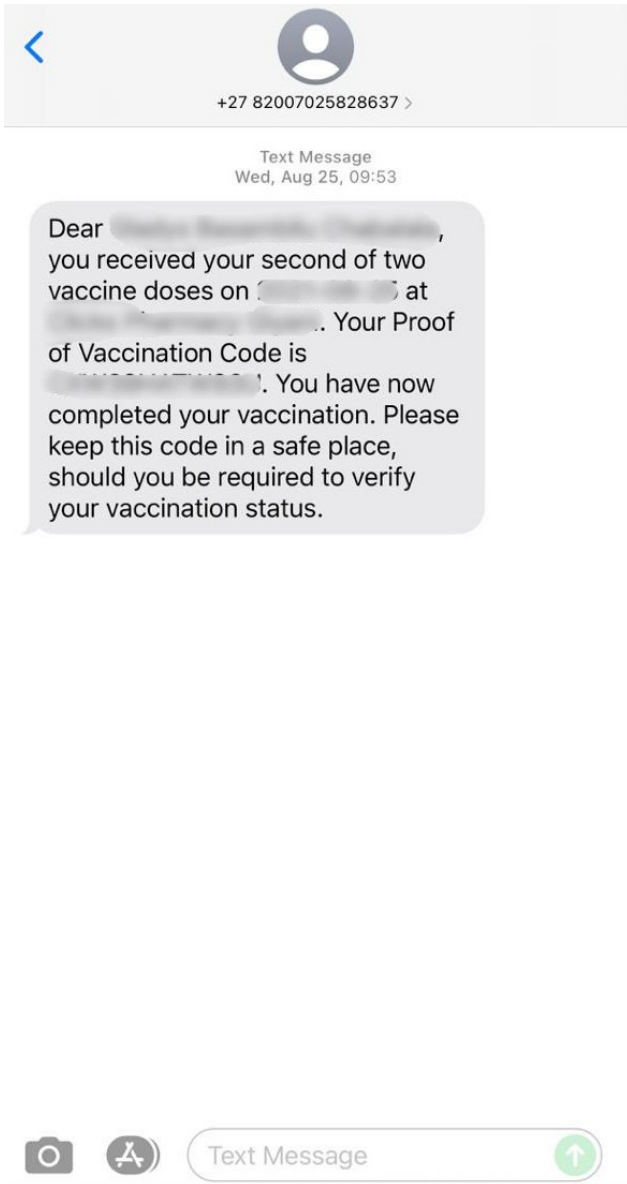 +27 82007025828637 >
Text Message
Wed, Aug 25, 09:53
Dear ,
you received your second of two
vaccine doses on at
. Your Proof
of Vaccination Code is
. You have now
completed your vaccination. Please
keep this code in a safe place,
should you be required to verify
your vaccination status.
Text Message